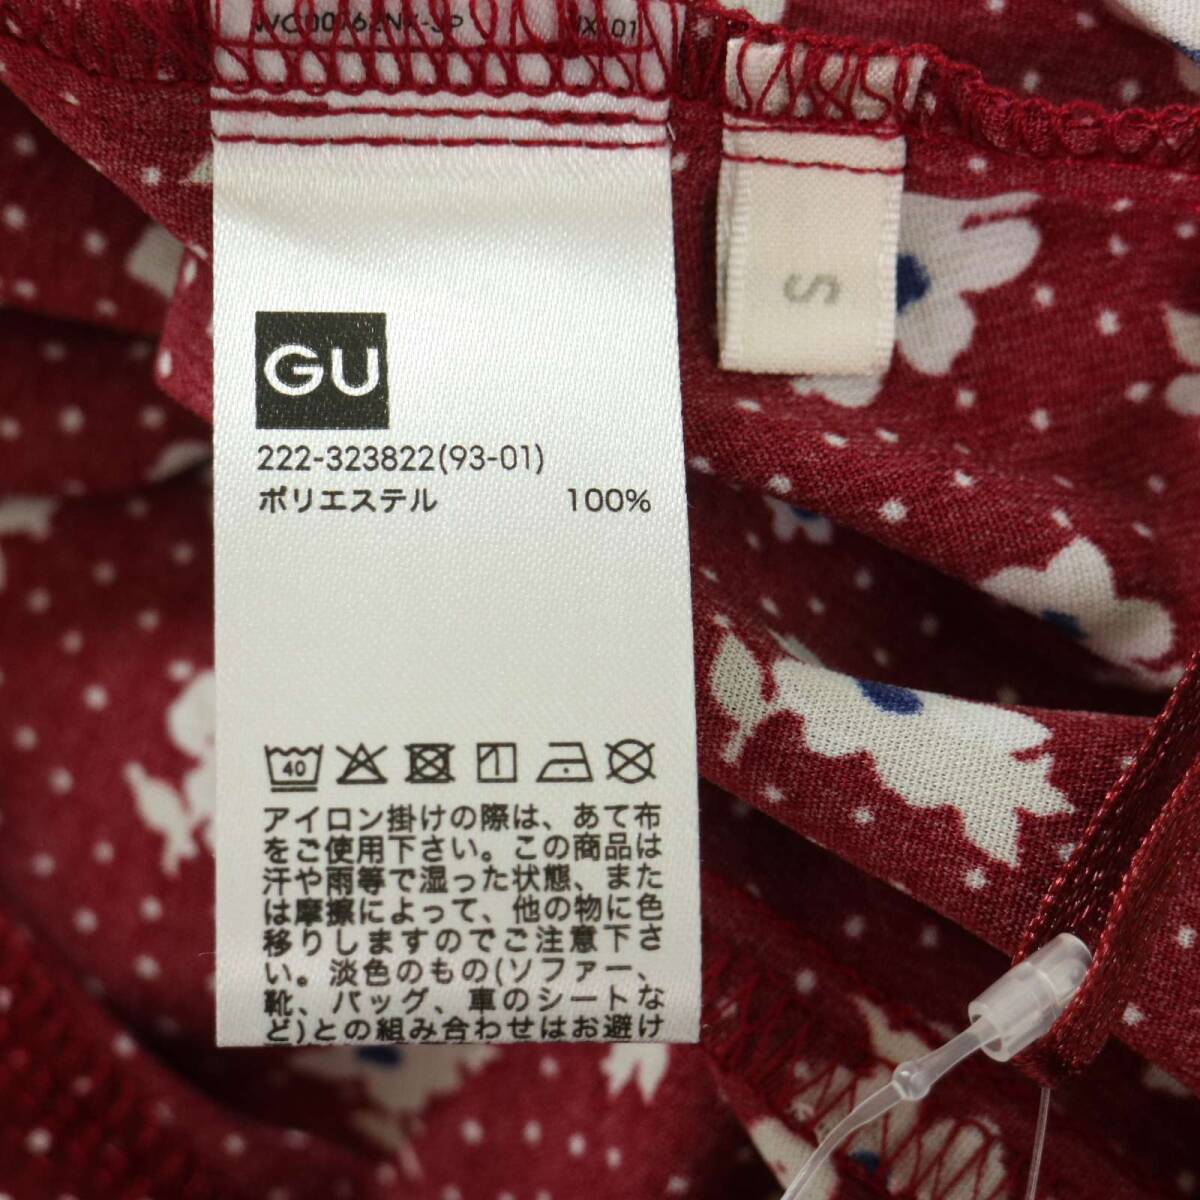 S
GU
222-323822(93-01)
ポリエステル 100%
40
アイロン掛けの際は、あて布
をご使用下さい。この商品は
汗や雨等で湿った状態、また
は摩擦によって、他の物に色
移りしますのでご注意下さ
い。淡色のもの(ソファー、
靴、バッグ、車のシートな
ど)との組み合わせはお避け